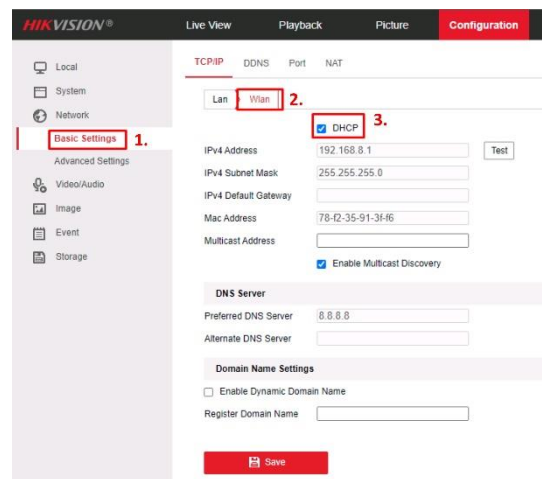 HIKVISION®
Live View Playback Picture Configuration
Local
System
Network
Basic Settings 1.
Advanced Settings
Video/Audio
Image
Event
Storage
TCP/IP DDNS Port NAT
Lan Wlan 2.
DHCP 3.
IPv4 Address 192.168.8.1 Test
IPv4 Subnet Mask 255.255.255.0
IPv4 Default Gateway
Mac Address 78-f2-35-91-3f-f6
Multicast Address
Enable Multicast Discovery
DNS Server
Preferred DNS Server 8.8.8.8
Alternate DNS Server
Domain Name Settings
Enable Dynamic Domain Name
Register Domain Name
Save